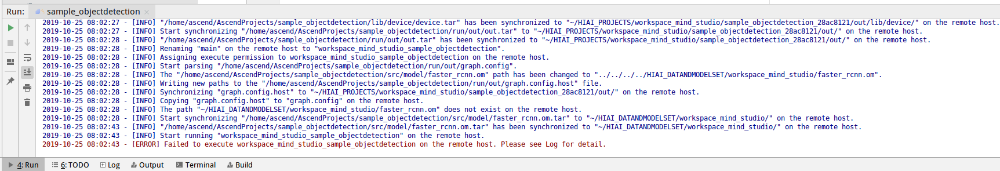 Run: sample_objectdetection
2019-10-25 08:02:27 - [INFO] "/home/ascend/AscendProjects/sample_objectdetection/lib/device/device.tar" has been synchronized to "~/HIAI_PROJECTS/workspace_mind_studio/sample_objectdetection_28ac8121/out/lib/device/" on the remote host.
2019-10-25 08:02:27 - [INFO] Start synchronizing "/home/ascend/AscendProjects/sample_objectdetection/run/out/out.tar" to "~/HIAI_PROJECTS/workspace_mind_studio/sample_objectdetection_28ac8121/out/" on the remote host.
2019-10-25 08:02:28 - [INFO] "/home/ascend/AscendProjects/sample_objectdetection/run/out/out.tar" has been synchronized to "~/HIAI_PROJECTS/workspace_mind_studio/sample_objectdetection_28ac8121/out/" on the remote host.
2019-10-25 08:02:28 - [INFO] Renaming "main" on the remote host to "workspace_mind_studio_sample_objectdetection".
2019-10-25 08:02:28 - [INFO] Assigning execute permission to workspace_mind_studio_sample_objectdetection on the remote host.
2019-10-25 08:02:28 - [INFO] Start parsing "/home/ascend/AscendProjects/sample_objectdetection/run/out/graph.config".
2019-10-25 08:02:28 - [INFO] The "/home/ascend/AscendProjects/sample_objectdetection/src/model/faster_rcnn.om" path has been changed to "../../../../HIAI_DATANDMODELSET/workspace_mind_studio/faster_rcnn.om".
2019-10-25 08:02:28 - [INFO] Writing new paths to the "/home/ascend/AscendProjects/sample_objectdetection/run/out/graph.config.host" file.
2019-10-25 08:02:28 - [INFO] Synchronizing "graph.config.host" to "~/HIAI_PROJECTS/workspace_mind_studio/sample_objectdetection_28ac8121/out/" on the remote host.
2019-10-25 08:02:28 - [INFO] Copying "graph.config.host" to "graph.config" on the remote host.
2019-10-25 08:02:28 - [INFO] The path "~/HIAI_DATANDMODELSET/workspace_mind_studio/faster_rcnn.om" does not exist on the remote host.
2019-10-25 08:02:28 - [INFO] Start synchronizing "/home/ascend/AscendProjects/sample_objectdetection/src/model/faster_rcnn.om.tar" to "~/HIAI_DATANDMODELSET/workspace_mind_studio/" on the remote host.
2019-10-25 08:02:43 - [INFO] "/home/ascend/AscendProjects/sample_objectdetection/src/model/faster_rcnn.om.tar" has been synchronized to "~/HIAI_DATANDMODELSET/workspace_mind_studio/" on the remote host.
2019-10-25 08:02:43 - [INFO] Start running "workspace_mind_studio_sample_objectdetection" on the remote host.
2019-10-25 08:02:43 - [ERROR] Failed to execute workspace_mind_studio_sample_objectdetection on the remote host. Please see Log for detail.
4: Run 6: TODO Log Output Terminal Build